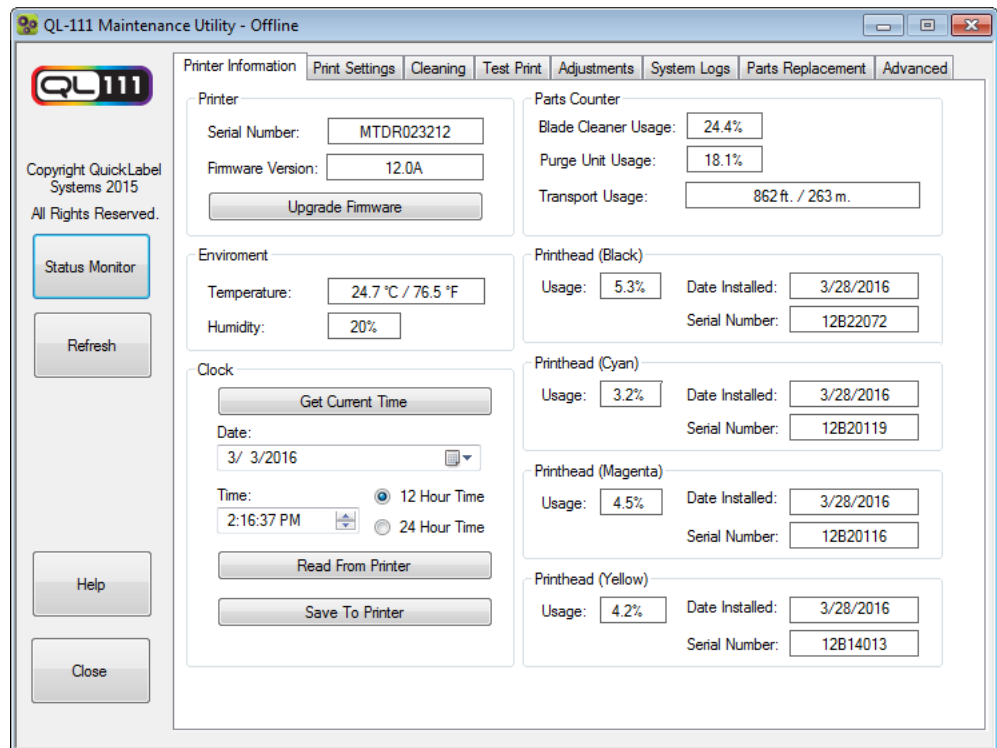 QL-111 Maintenance Utility - Offline
QL111
Copyright QuickLabel
Systems 2015
All Rights Reserved.
Status Monitor
Refresh
Help
Close
Printer Information Print Settings Cleaning Test Print Adjustments System Logs Parts Replacement Advanced
Printer
Serial Number: MTDR023212
Firmware Version: 12.0A
Upgrade Firmware
Enviroment
Temperature: 24.7 °C / 76.5 °F
Humidity: 20%
Clock
Get Current Time
Date:
3/ 3/2016
Time:
2:16:37 PM
12 Hour Time
24 Hour Time
Read From Printer
Save To Printer
Parts Counter
Blade Cleaner Usage: 24.4%
Purge Unit Usage: 18.1%
Transport Usage: 862 ft. / 263 m.
Printhead (Black)
Usage: 5.3% Date Installed: 3/28/2016
Serial Number: 12B22072
Printhead (Cyan)
Usage: 3.2% Date Installed: 3/28/2016
Serial Number: 12B20119
Printhead (Magenta)
Usage: 4.5% Date Installed: 3/28/2016
Serial Number: 12B20116
Printhead (Yellow)
Usage: 4.2% Date Installed: 3/28/2016
Serial Number: 12B14013